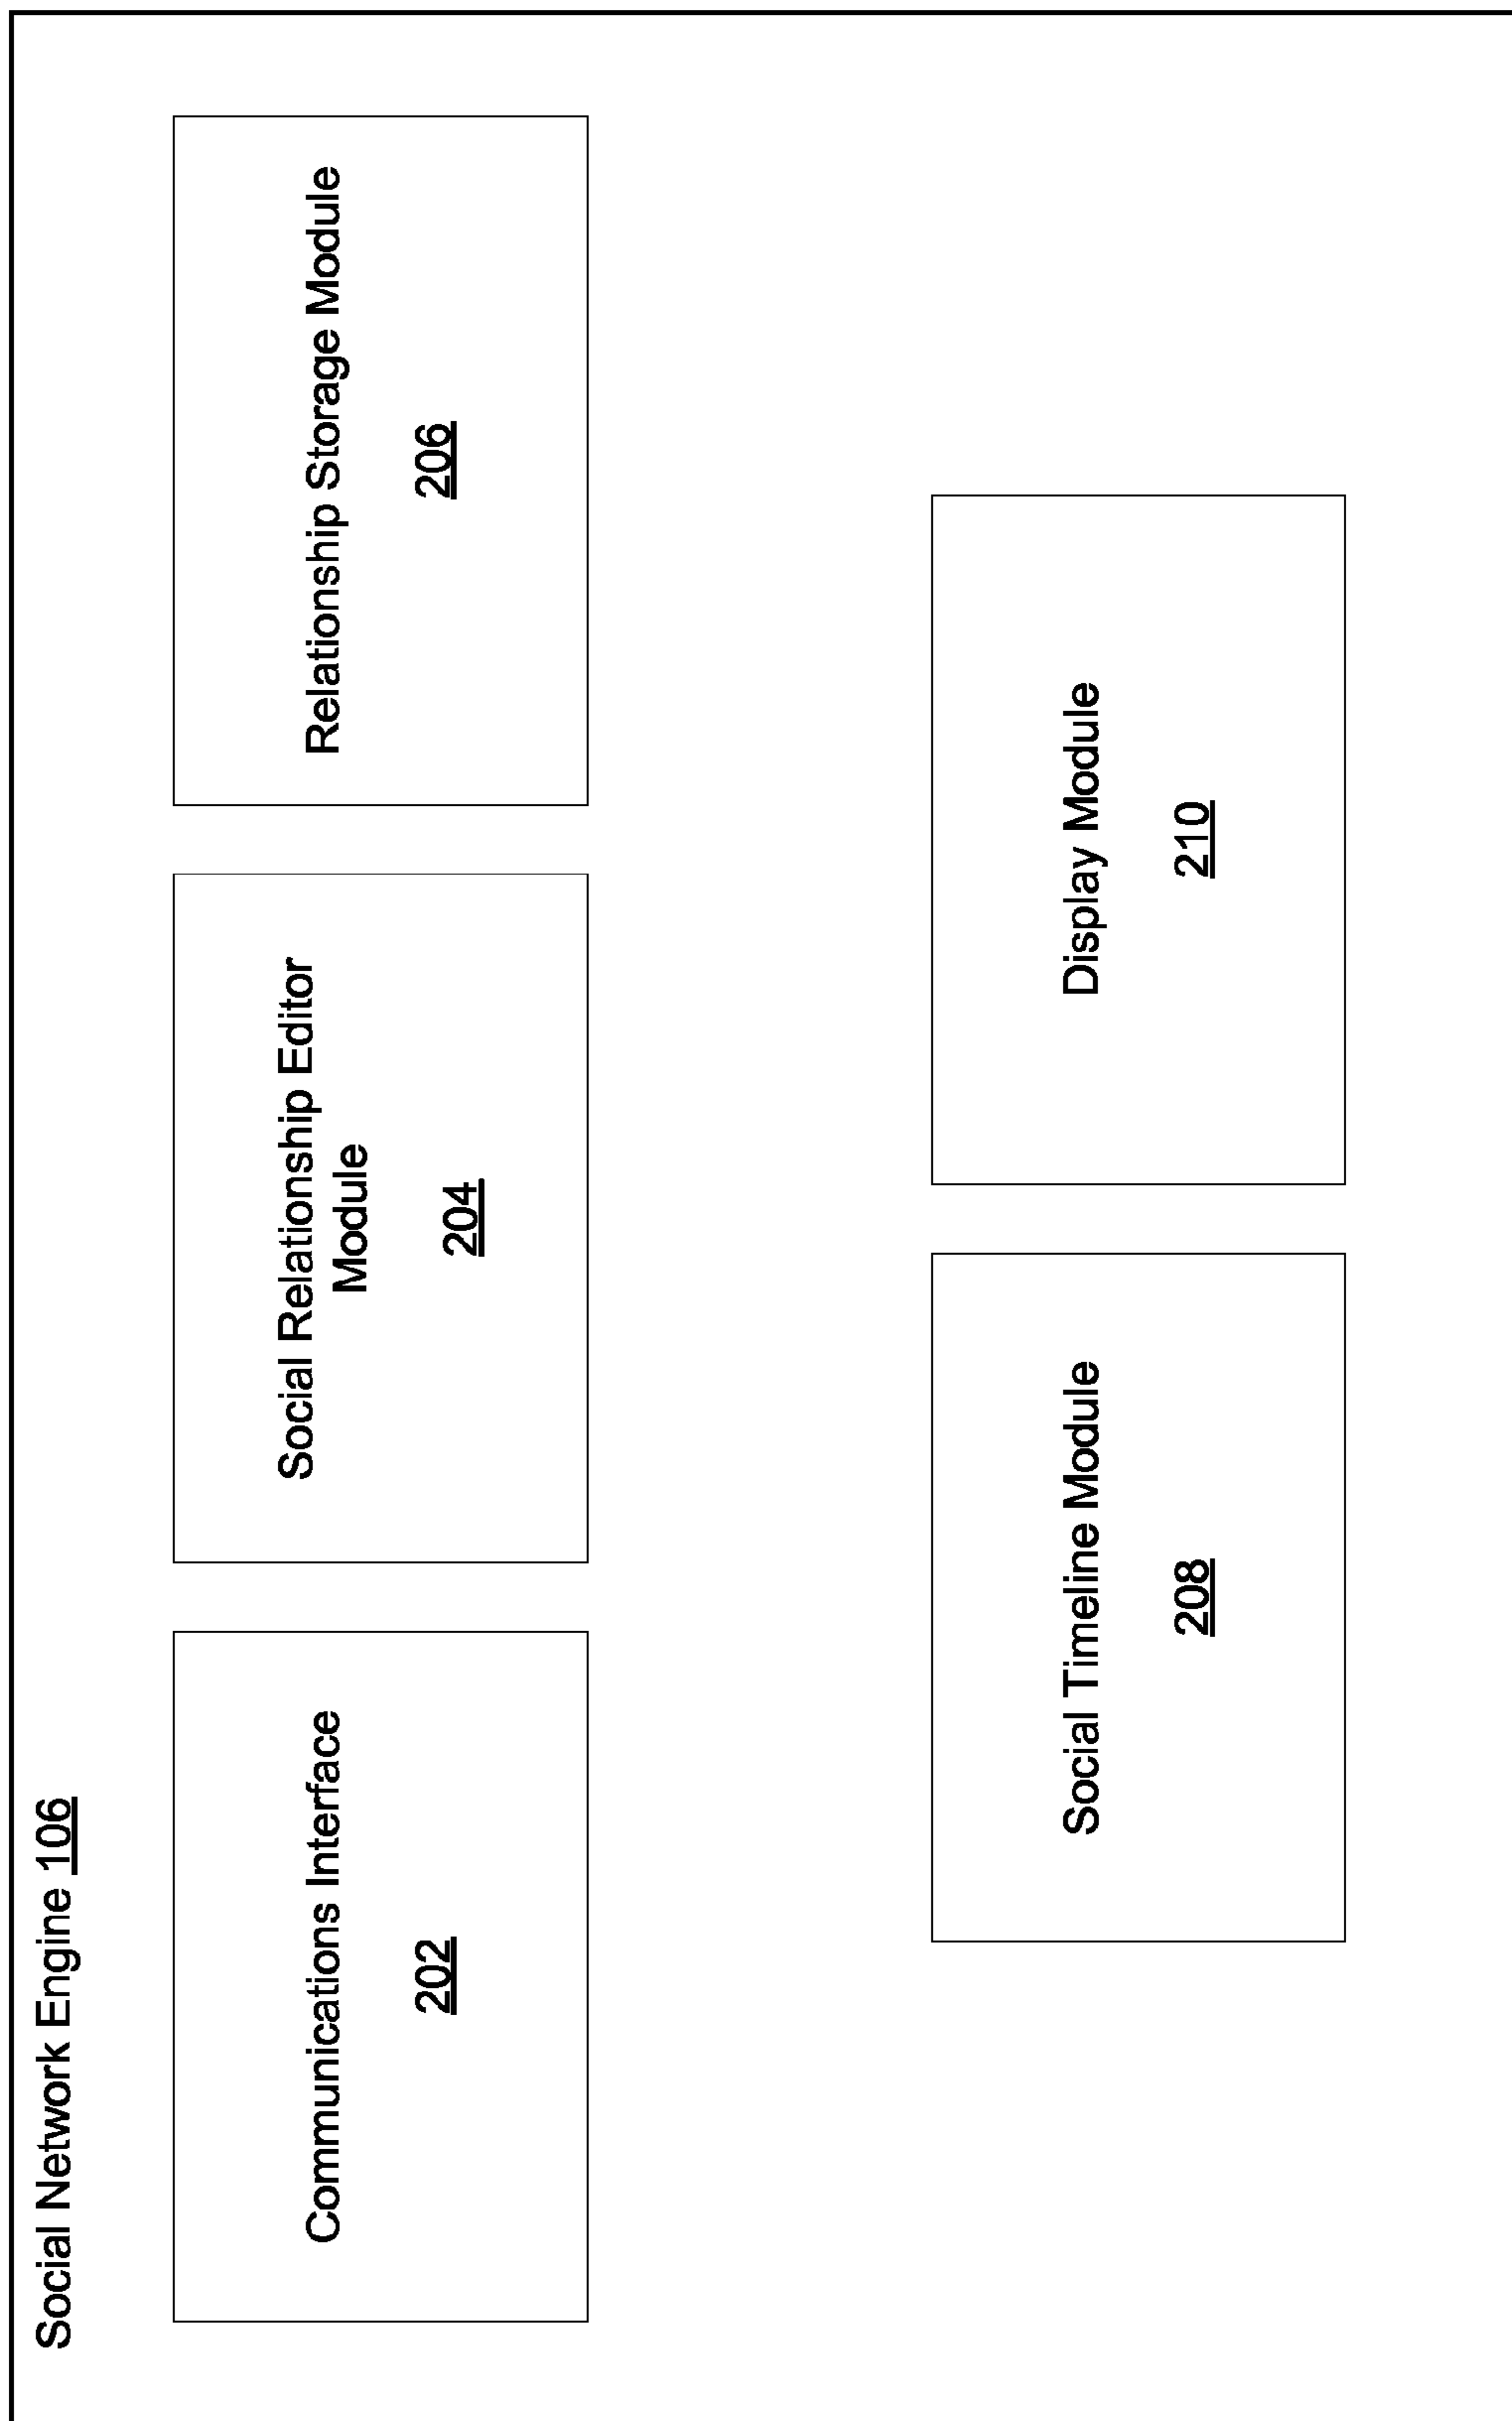 Social Network Engine 106
Communications Interface
202
Social Relationship Editor
Module
204
Relationship Storage Module
206
Social Timeline Module
208
Display Module
210